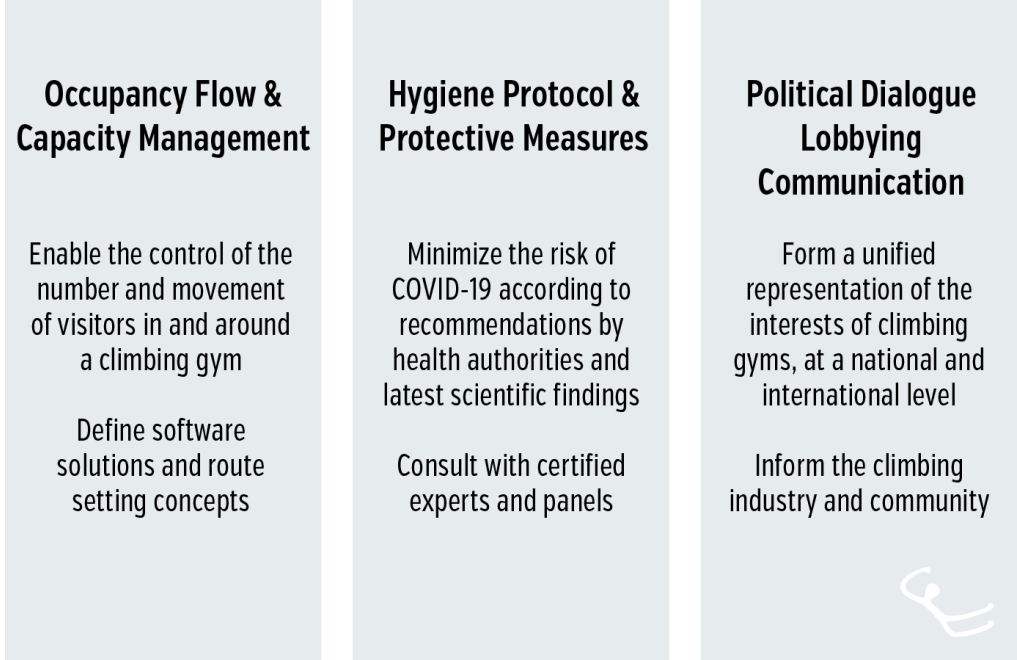 Occupancy Flow &
Capacity Management
Enable the control of the
number and movement
of visitors in and around
a climbing gym
Define software
solutions and route
setting concepts
Hygiene Protocol &
Protective Measures
Minimize the risk of
COVID-19 according to
recommendations by
health authorities and
latest scientific findings
Consult with certified
experts and panels
Political Dialogue
Lobbying
Communication
Form a unified
representation of the
interests of climbing
gyms, at a national and
international level
Inform the climbing
industry and community